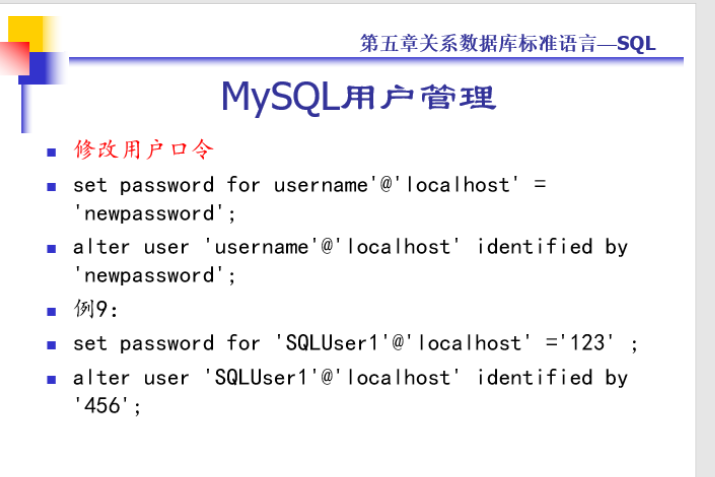 第五章关系数据库标准语言—SQL
MySQL用户管理
修改用户口令
set password for username'@'localhost' =
'newpassword';
alter user 'username'@'localhost' identified by
'newpassword';
例9：
set password for 'SQLUser1'@'localhost' ='123' ;
alter user 'SQLUser1'@'localhost' identified by
'456';